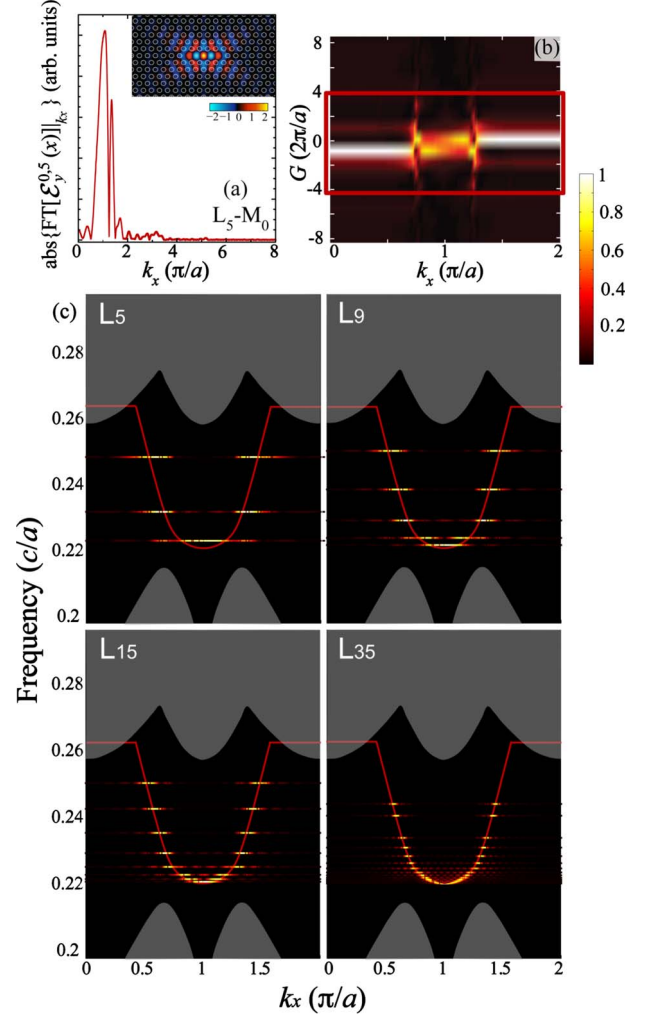 abs{FT[ℰ_y^{0,5}(x)]|_{kx}} (arb. units)
−2−1 0 1 2
(a)
L5-M0
0 2 4 6 8
kx (π/a)
(b)
G (2π/a)
8
4
0
-4
-8
0 1 2
kx (π/a)
1
0.8
0.6
0.4
0.2
(c)
L5
L9
Frequency (c/a)
0.28
0.26
0.24
0.22
0.2
L15
L35
0.28
0.26
0.24
0.22
0.2
0 0.5 1 1.5
0 0.5 1 1.5 2
kx (π/a)